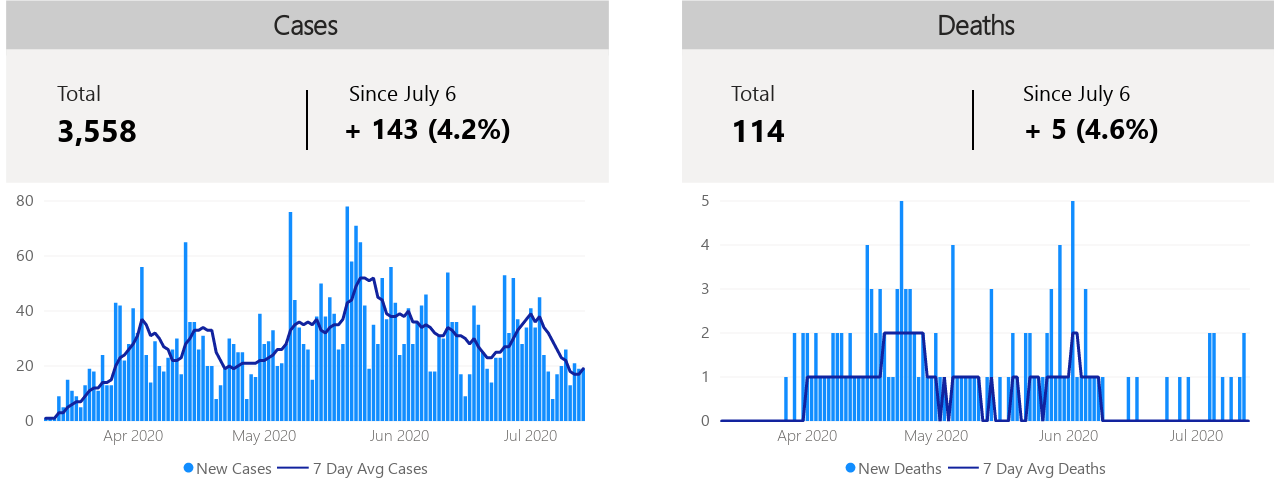 Cases
Total
Since July 6
3,558
+ 143 (4.2%)
80
60
40
20
0
Apr 2020
May 2020
Jun 2020
Jul 2020
New Cases
7 Day Avg Cases
Deaths
Total
Since July 6
114
+ 5 (4.6%)
5
4
3
2
1
0
Apr 2020
May 2020
Jun 2020
Jul 2020
New Deaths
7 Day Avg Deaths